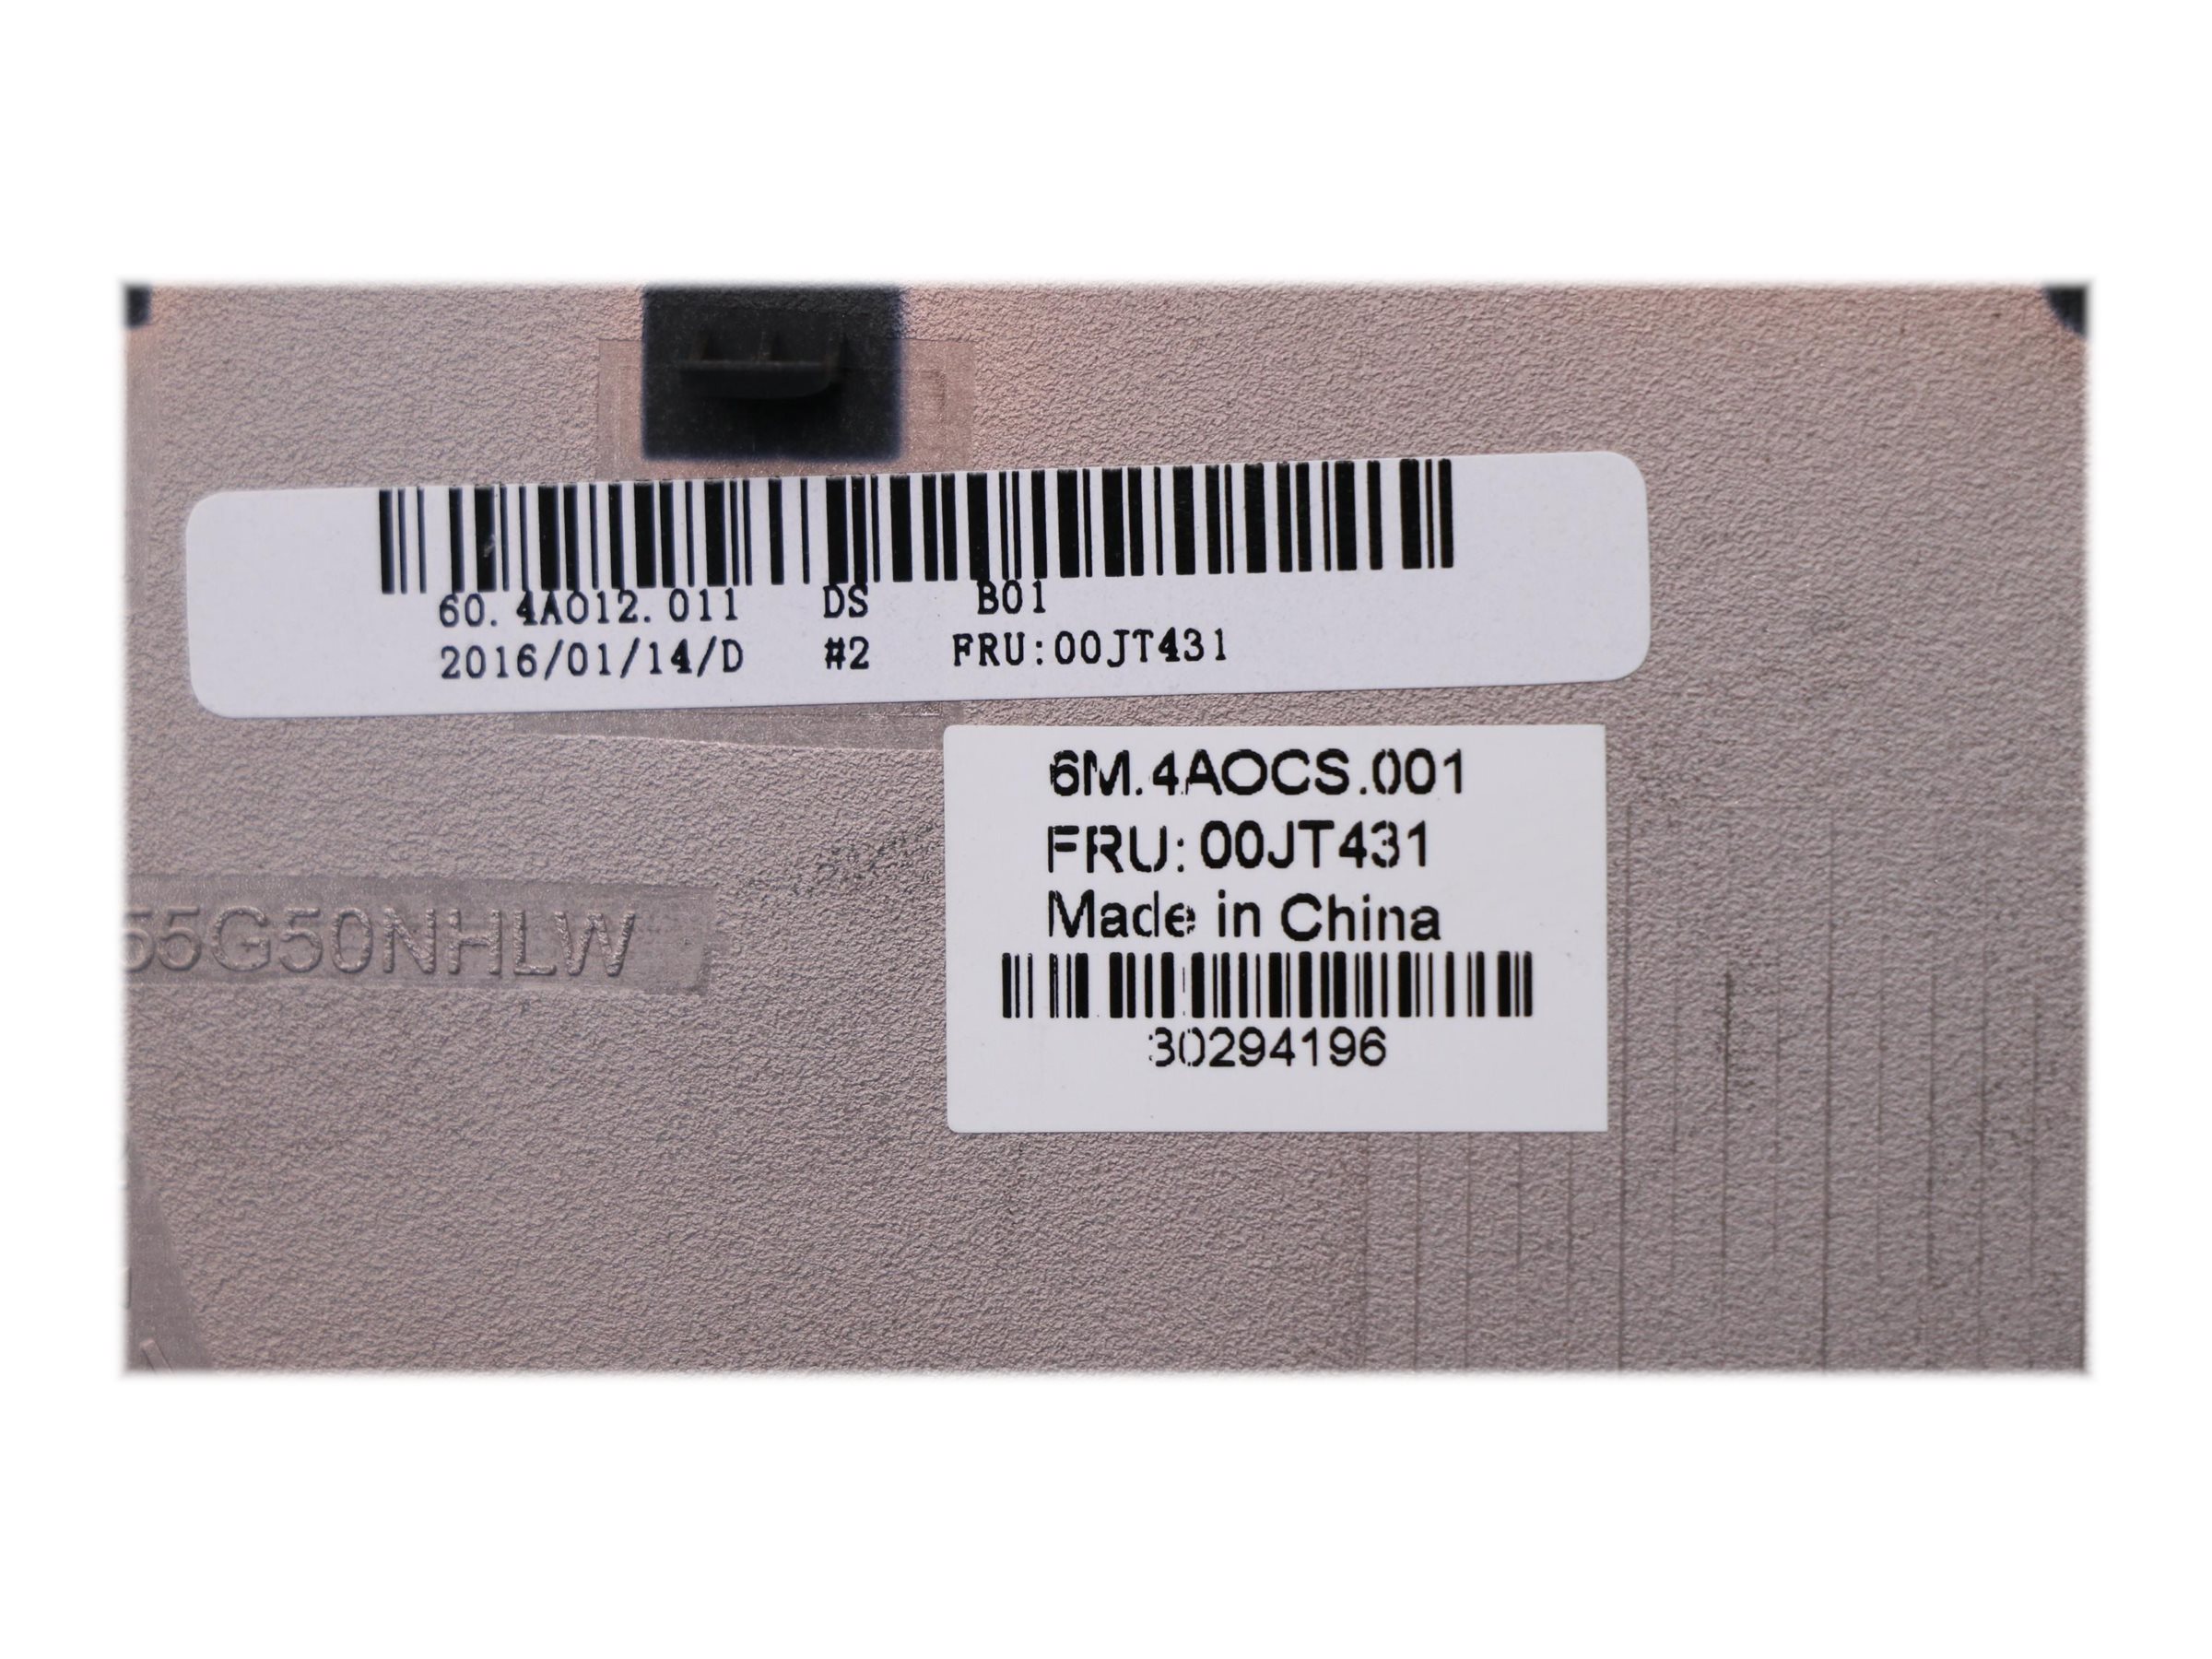 60.4AO12.011 DS B01
2016/01/14/D #2 FRU:00JT431
6M.4AOCS.001
FRU:00JT431
Made in China
30294196
55G50NHLW